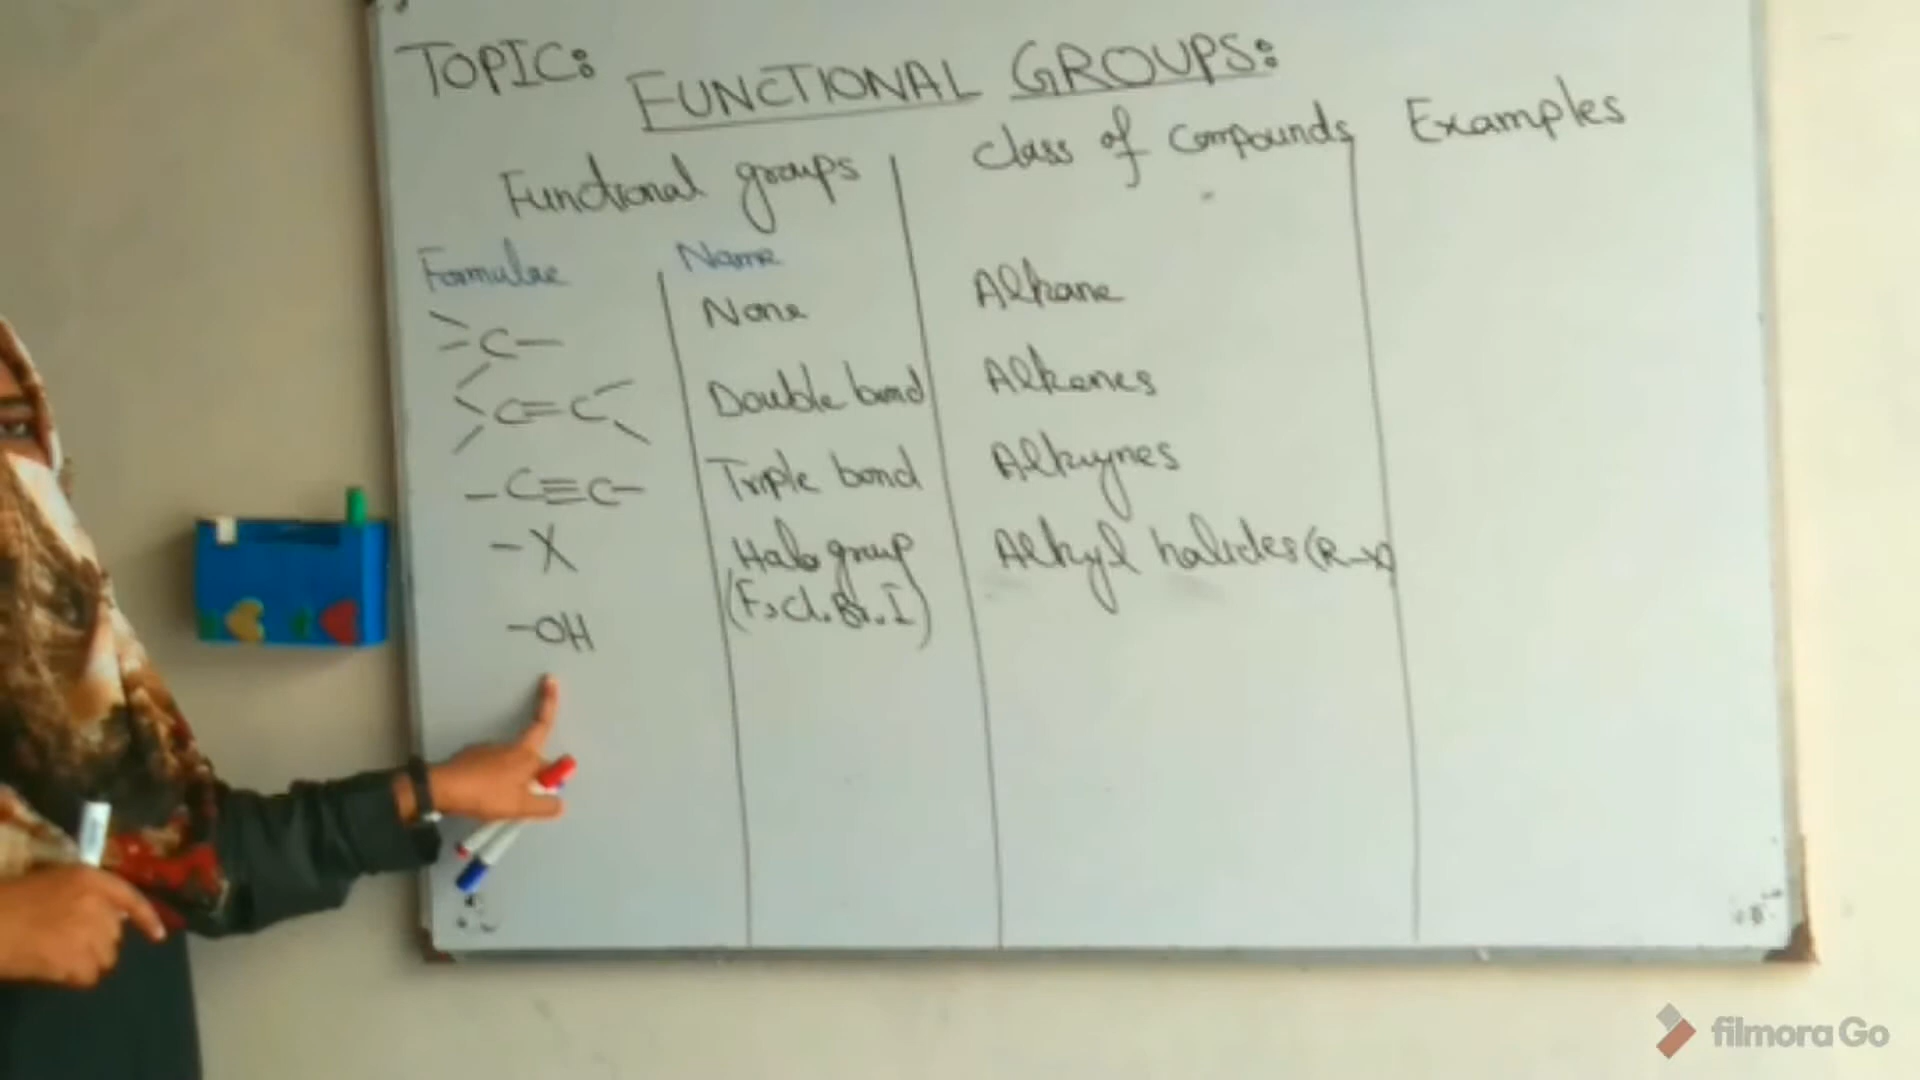 TOPIC: FUNCTIONAL GROUPS:
Functional groups Class of Compounds Examples
Formulae Name
C None Alkane
C=C Double bond Alkenes
-C≡C- Triple bond Alkynes
-X Halo group Alkyl halides (R-X)
(F, Cl, Br, I)
-OH
filmora Go